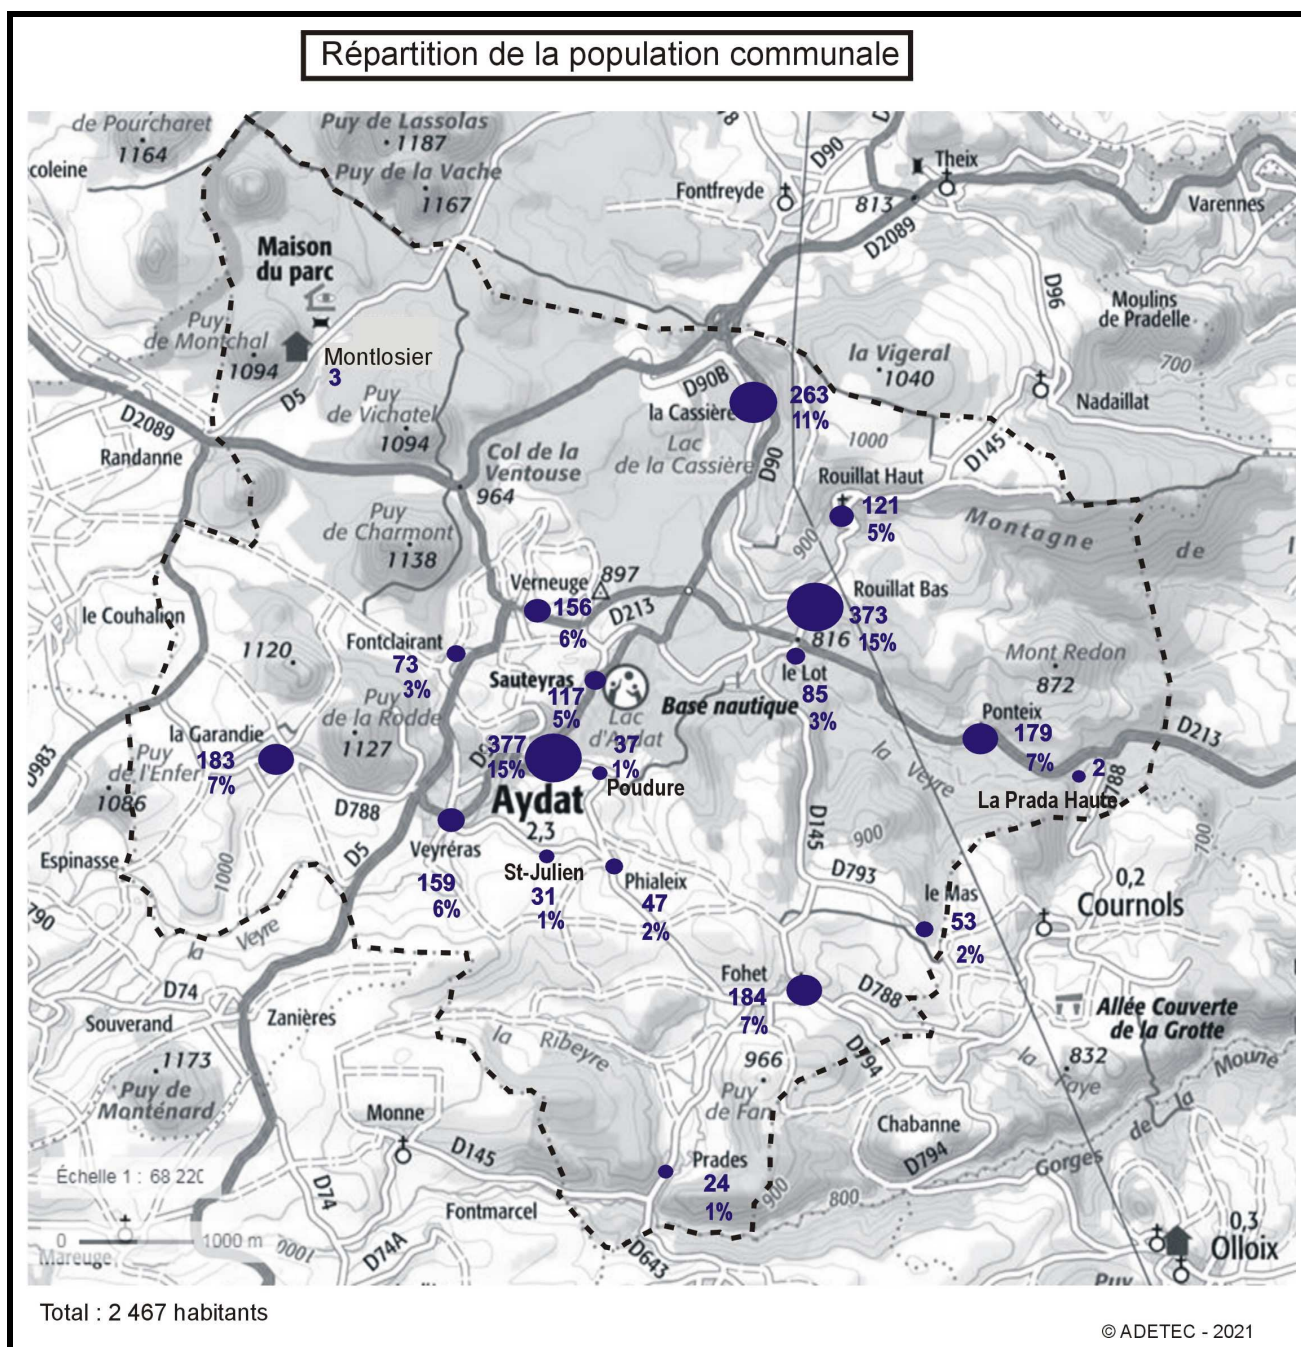 Répartition de la population communale
de Pourcharet
1164
Puy de Lassolas
1187
Puy de la Vache
1167
coleine
D90
Theix
Fontfreyde
813
D2089
Varennes
Maison
du parc
D96
Moulins
de Pradelle
Puy
de Montchal
1094
Montlosier
3
la Vigeral
1040
700
D5
Puy
de Vichatel
1094
D90B
la Cassière
263
11%
Nadaillat
D2089
Randanne
Col de la
Ventouse
964
Lac
de la Cassière
D90
1000
D145
Rouillat Haut
121
5%
Puy
de Charmont
1138
900
Montagne
de
le Couhalion
Verneuge
897
156
6%
D213
Rouillat Bas
373
15%
816
1120
Fontclairant
73
3%
Sauteyras
117
5%
le Lot
85
3%
Mont Redon
872
Base nautique
Lac
d'Aydat
la Garandie
183
7%
Puy
de la Rodde
1127
Ponteix
179
7%
D213
D983
Puy
de l'Enfer
1086
377
15%
37
1%
Poudure
la Veyre
2
La Prada Haute
D788
Aydat
2,3
D788
D5
D145
900
700
Espinasse
1000
Veyréras
159
6%
St-Julien
31
1%
Phialeix
47
2%
D793
le Mas
53
2%
0,2
Cournols
790
la Veyre
Fohet
184
7%
D788
D74
Souverand
Zanières
Allée Couverte
de la Grotte
la Ribeyre
D794
966
Puy
de Fan
la Faye
832
la Moune
1173
Puy de
Monténard
Monne
Chabanne
de
D145
D794
Gorges
Prades
24
1%
900
800
Échelle 1 : 68 220
D74
Fontmarcel
0
1000 m
1000
Mareuge
D74A
D643
0,3
Olloix
Puy
Total : 2 467 habitants
© ADETEC - 2021